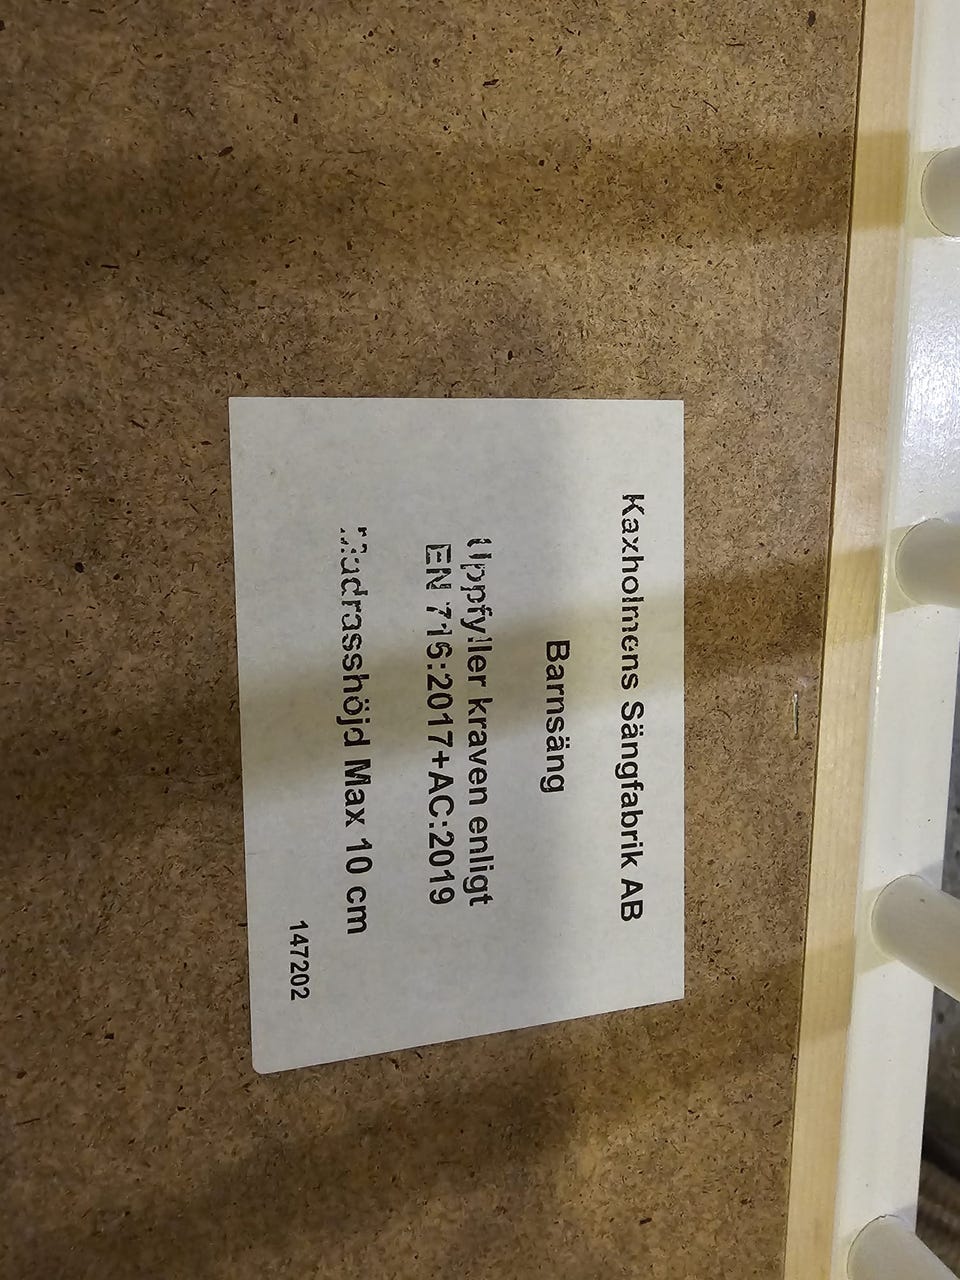 Kaxholmens Sängfabrik AB
Barnsäng
Uppfyller kraven enligt
EN 716:2017+AC:2019
Madrasshöjd Max 10 cm
147202